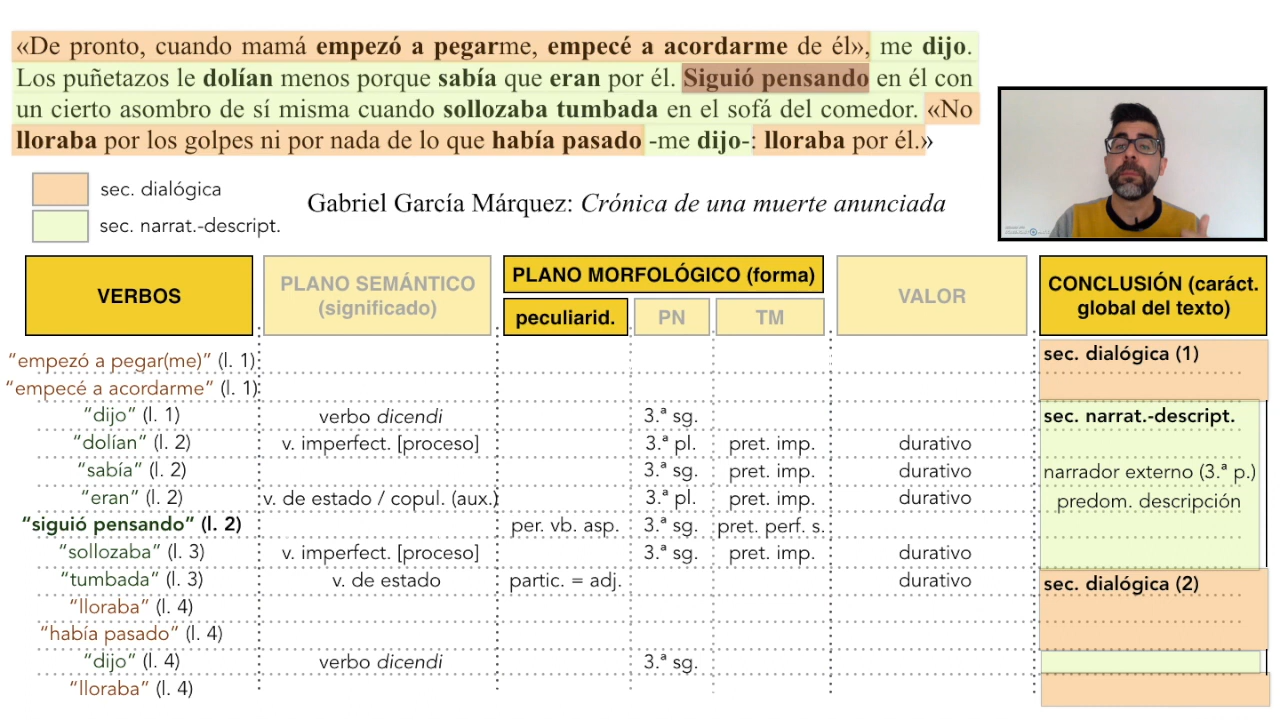 «De pronto, cuando mamá empezó a pegarme, empecé a acordarme de él», me dijo.
Los puñetazos le dolían menos porque sabía que eran por él. Siguió pensando en él con
un cierto asombro de sí misma cuando sollozaba tumbada en el sofá del comedor. «No
lloraba por los golpes ni por nada de lo que había pasado -me dijo-: lloraba por él.»
sec. dialógica
sec. narrat.-descript.
Gabriel García Márquez: Crónica de una muerte anunciada
VERBOS
PLANO SEMÁNTICO
(significado)
PLANO MORFOLÓGICO (forma)
peculiarid. PN TM
VALOR
CONCLUSIÓN (caráct.
global del texto)
“empezó a pegar(me)” (l. 1) sec. dialógica (1)
“empecé a acordarme” (l. 1)
“dijo” (l. 1) verbo dicendi 3.ª sg. sec. narrat.-descript.
“dolían” (l. 2) v. imperfect. [proceso] 3.ª pl. pret. imp. durativo
“sabía” (l. 2) 3.ª sg. pret. imp. durativo narrador externo (3.ª p.)
“eran” (l. 2) v. de estado / copul. (aux.) 3.ª pl. pret. imp. durativo predom. descripción
“siguió pensando” (l. 2) per. vb. asp. 3.ª sg. pret. perf. s.
“sollozaba” (l. 3) v. imperfect. [proceso] 3.ª sg. pret. imp. durativo
“tumbada” (l. 3) v. de estado partic. = adj. durativo sec. dialógica (2)
“lloraba” (l. 4)
“había pasado” (l. 4)
“dijo” (l. 4) verbo dicendi 3.ª sg.
“lloraba” (l. 4)